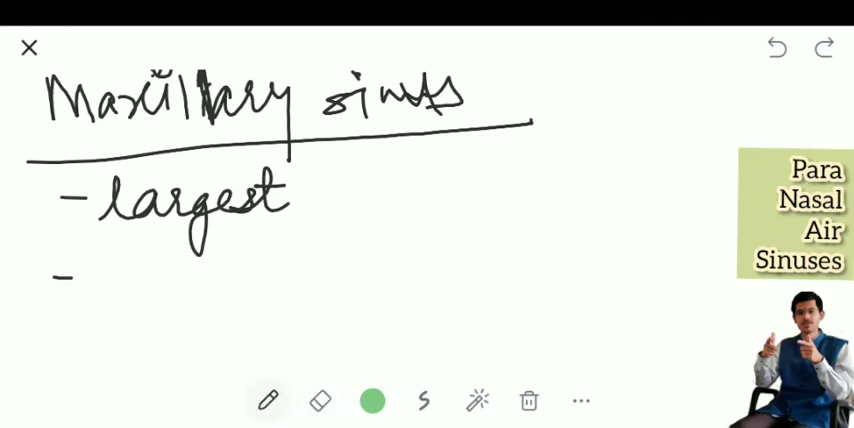 Maxillary sinus
- largest
-
Para
Nasal
Air
Sinuses